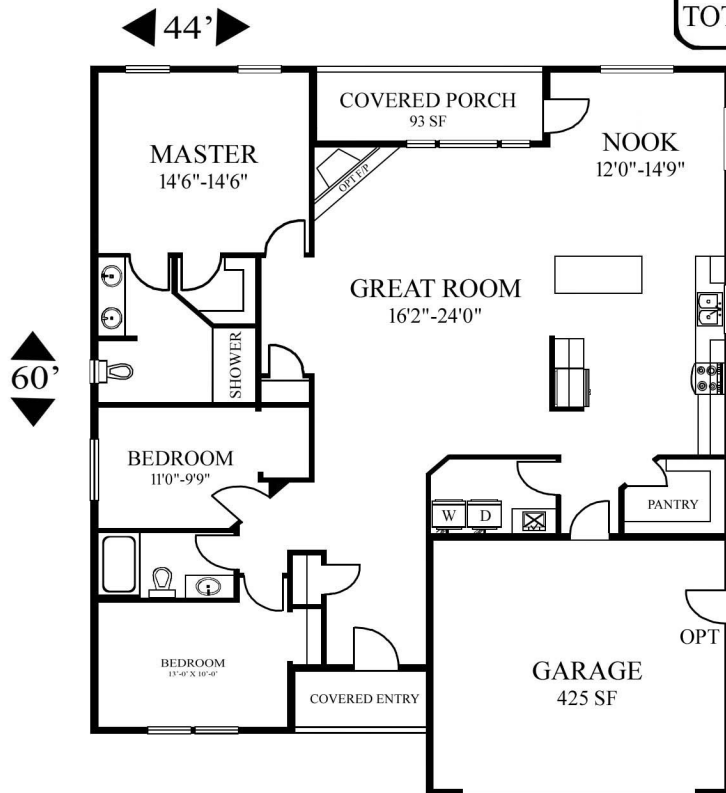 44'
TOT
COVERED PORCH
93 SF
MASTER
14'6"-14'6"
NOOK
12'0"-14'9"
OPT F/P
GREAT ROOM
16'2"-24'0"
60'
SHOWER
BEDROOM
11'0"-9'9"
W
D
PANTRY
OPT
BEDROOM
13'-0" X 10'-0"
COVERED ENTRY
GARAGE
425 SF